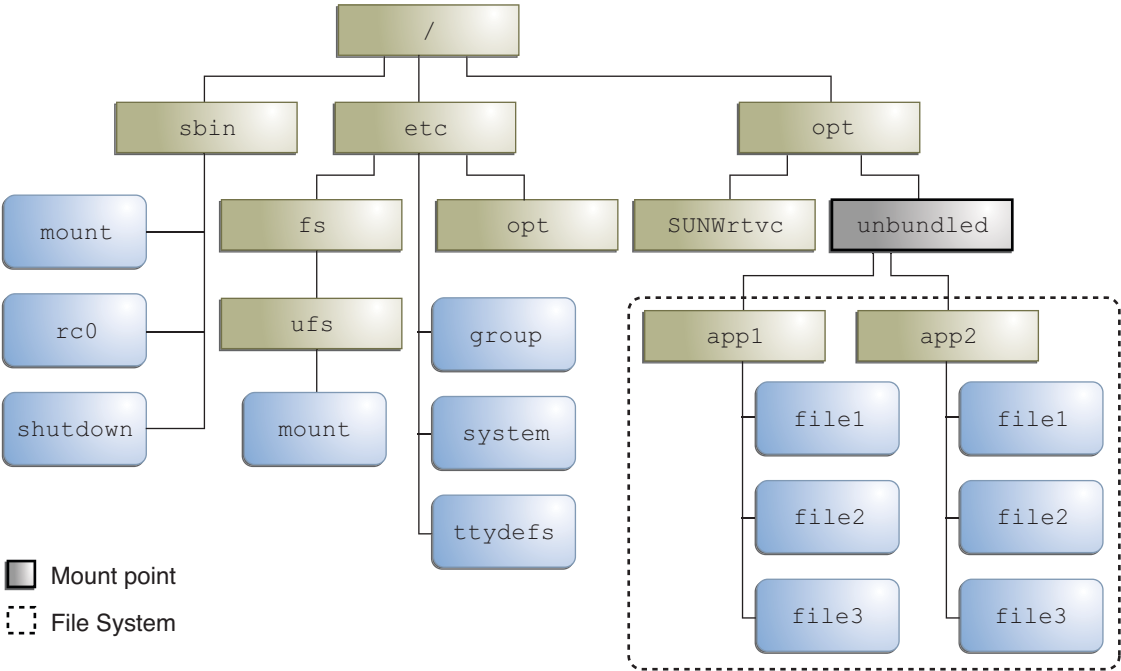 /
sbin
etc
opt
mount
fs
opt
SUNWrtvc
unbundled
rc0
ufs
group
app1
app2
shutdown
mount
system
file1
file1
ttydefs
file2
file2
file3
file3
Mount point
File System